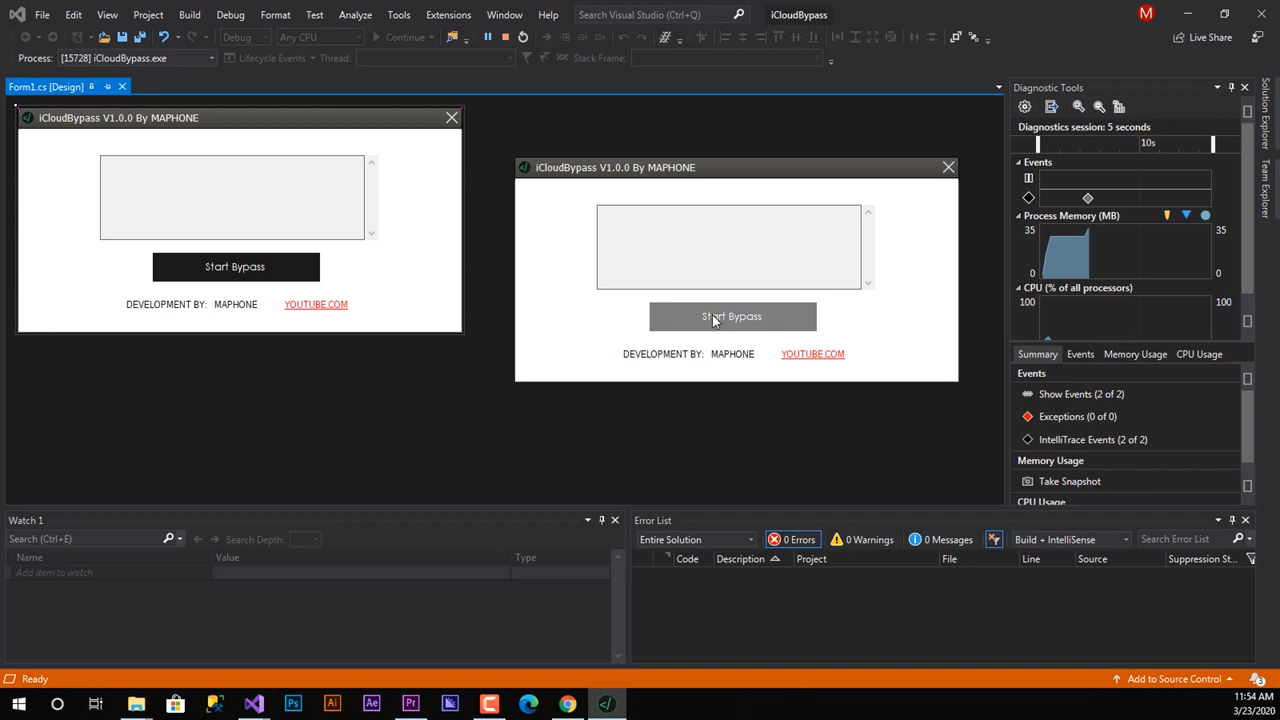 File Edit View Project Build Debug Format Test Analyze Tools Extensions Window Help Search Visual Studio (Ctrl+Q) iCloudBypass M
Debug Any CPU Continue Live Share
Process: [15728] iCloudBypass.exe Lifecycle Events Thread: Stack Frame:
Form1.cs [Design]
iCloudBypass V1.0.0 By MAPHONE
Start Bypass
DEVELOPMENT BY: MAPHONE YOUTUBE.COM
iCloudBypass V1.0.0 By MAPHONE
Start Bypass
DEVELOPMENT BY: MAPHONE YOUTUBE.COM
Diagnostic Tools
Diagnostics session: 5 seconds
10s
Events
Process Memory (MB)
35 35
0 0
CPU (% of all processors)
100 100
Summary Events Memory Usage CPU Usage
Events
Show Events (2 of 2)
Exceptions (0 of 0)
IntelliTrace Events (2 of 2)
Memory Usage
Take Snapshot
CPU Usage
Solution Explorer
Team Explorer
Watch 1
Search (Ctrl+E) Search Depth:
Name Value Type
Add item to watch
Error List
Entire Solution 0 Errors 0 Warnings 0 Messages Build + IntelliSense Search Error List
Code Description Project File Line Source Suppression St...
Ready Add to Source Control 3
Ps Ai Ae Pr
11:54 AM
3/23/2020